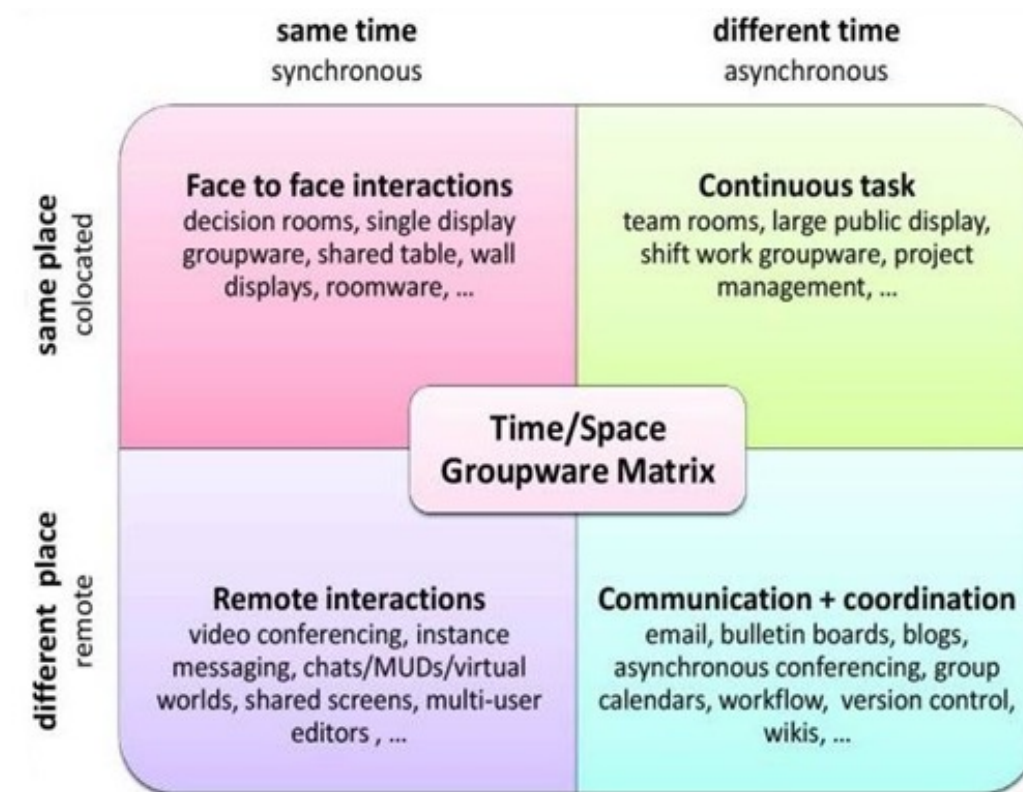 same time
synchronous
different time
asynchronous
same place
colocated
Face to face interactions
decision rooms, single display
groupware, shared table, wall
displays, roomware, ...
Continuous task
team rooms, large public display,
shift work groupware, project
management, ...
Time/Space
Groupware Matrix
different place
remote
Remote interactions
video conferencing, instance
messaging, chats/MUDs/virtual
worlds, shared screens, multi-user
editors , ...
Communication + coordination
email, bulletin boards, blogs,
asynchronous conferencing, group
calendars, workflow, version control,
wikis, ...